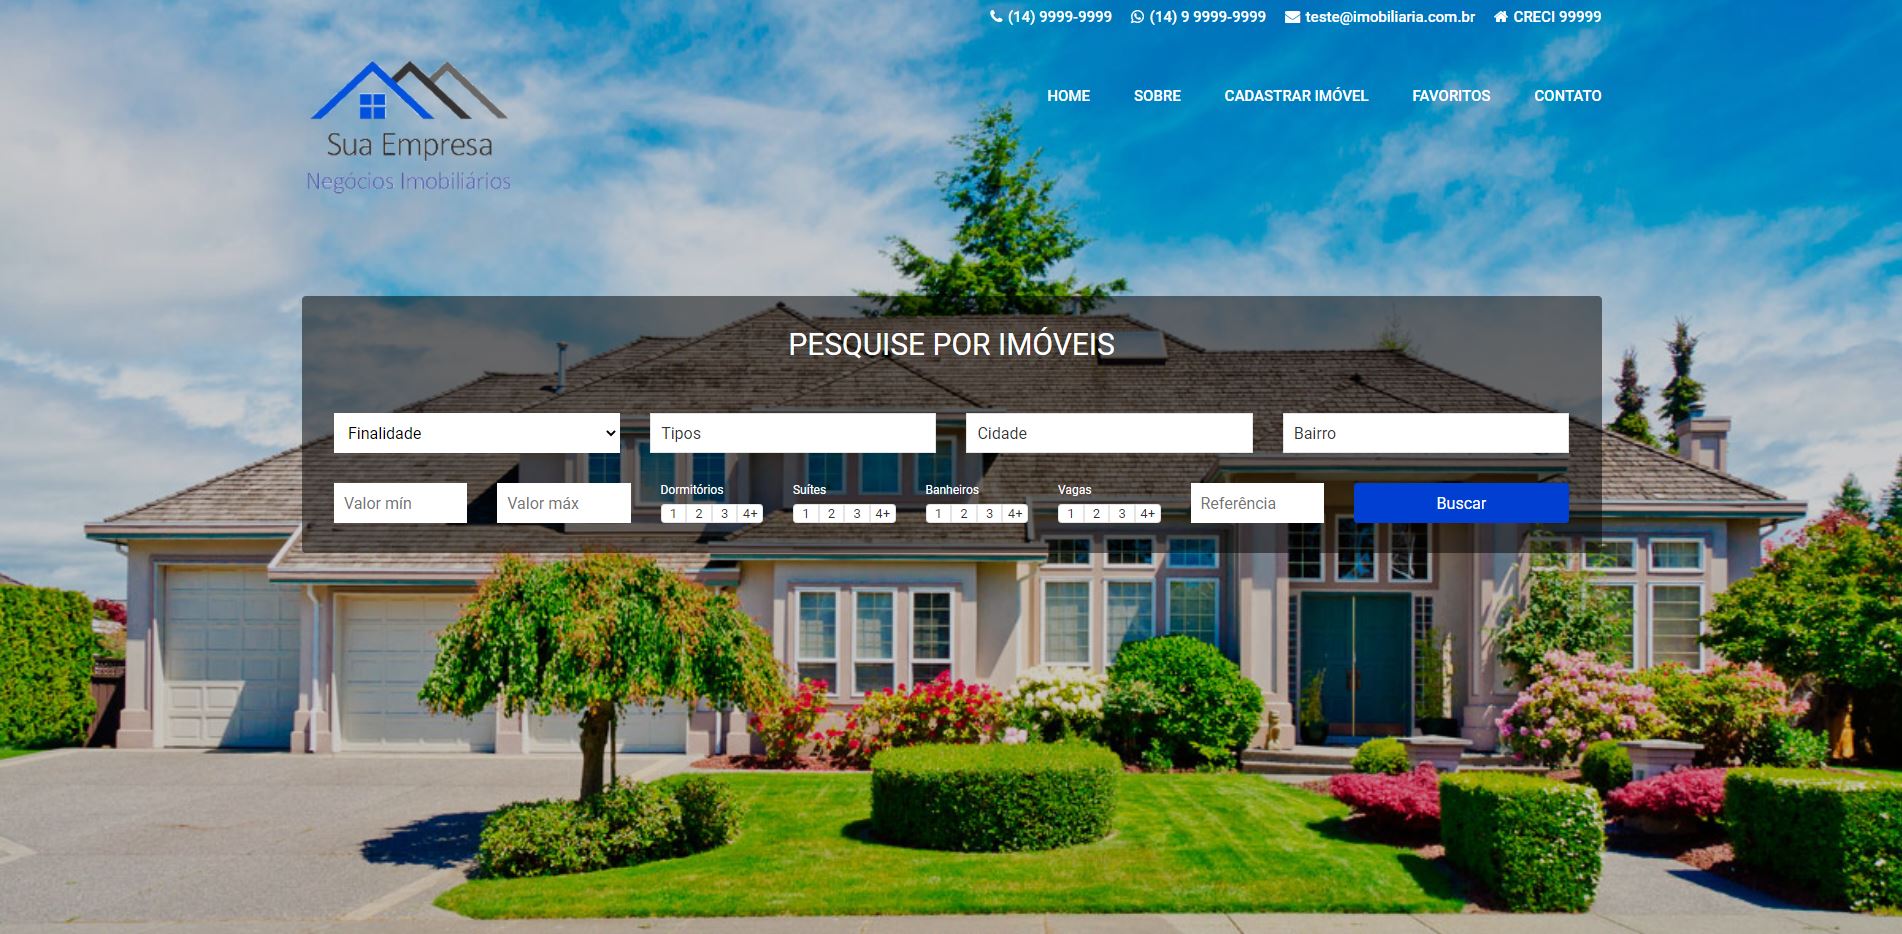 (14) 9999-9999 (14) 9 9999-9999 teste@imobiliaria.com.br CRECI 99999
HOME SOBRE CADASTRAR IMÓVEL FAVORITOS CONTATO
Sua Empresa
Negócios Imobiliários
PESQUISE POR IMÓVEIS
Finalidade Tipos Cidade Bairro
Valor mín Valor máx
Dormitórios
1 2 3 4+
Suítes
1 2 3 4+
Banheiros
1 2 3 4+
Vagas
1 2 3 4+
Referência Buscar